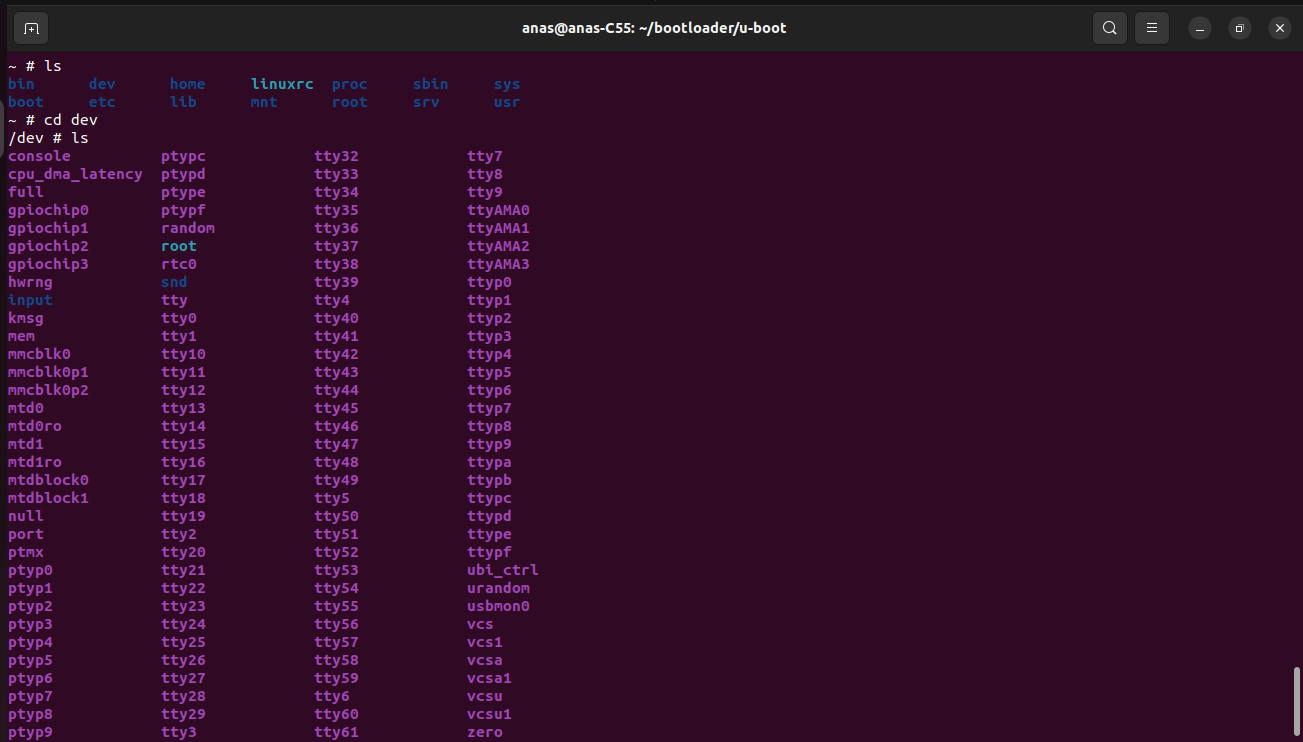 anas@anas-C55: ~/bootloader/u-boot
~ # ls
bin dev home linuxrc proc sbin sys
boot etc lib mnt root srv usr
~ # cd dev
/dev # ls
console ptypc tty32 tty7
cpu_dma_latency ptypd tty33 tty8
full ptype tty34 tty9
gpiochip0 ptypf tty35 ttyAMA0
gpiochip1 random tty36 ttyAMA1
gpiochip2 root tty37 ttyAMA2
gpiochip3 rtc0 tty38 ttyAMA3
hwrng snd tty39 ttyp0
input tty tty4 ttyp1
kmsg tty0 tty40 ttyp2
mem tty1 tty41 ttyp3
mmcblk0 tty10 tty42 ttyp4
mmcblk0p1 tty11 tty43 ttyp5
mmcblk0p2 tty12 tty44 ttyp6
mtd0 tty13 tty45 ttyp7
mtd0ro tty14 tty46 ttyp8
mtd1 tty15 tty47 ttyp9
mtd1ro tty16 tty48 ttypa
mtdblock0 tty17 tty49 ttypb
mtdblock1 tty18 tty5 ttypc
null tty19 tty50 ttypd
port tty2 tty51 ttype
ptmx tty20 tty52 ttypf
ptyp0 tty21 tty53 ubi_ctrl
ptyp1 tty22 tty54 urandom
ptyp2 tty23 tty55 usbmon0
ptyp3 tty24 tty56 vcs
ptyp4 tty25 tty57 vcs1
ptyp5 tty26 tty58 vcsa
ptyp6 tty27 tty59 vcsa1
ptyp7 tty28 tty6 vcsu
ptyp8 tty29 tty60 vcsu1
ptyp9 tty3 tty61 zero